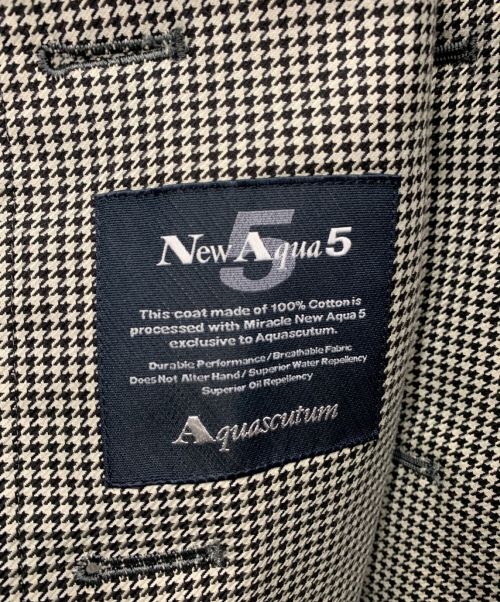 5
New Aqua 5
This coat made of 100% Cotton is
processed with Miracle New Aqua 5
exclusive to Aquascutum.
Durable Performance/Breathable Fabric
Does Not Alter Hand/Superior Water Repellency
Superior Oil Repellency
Aquascutum